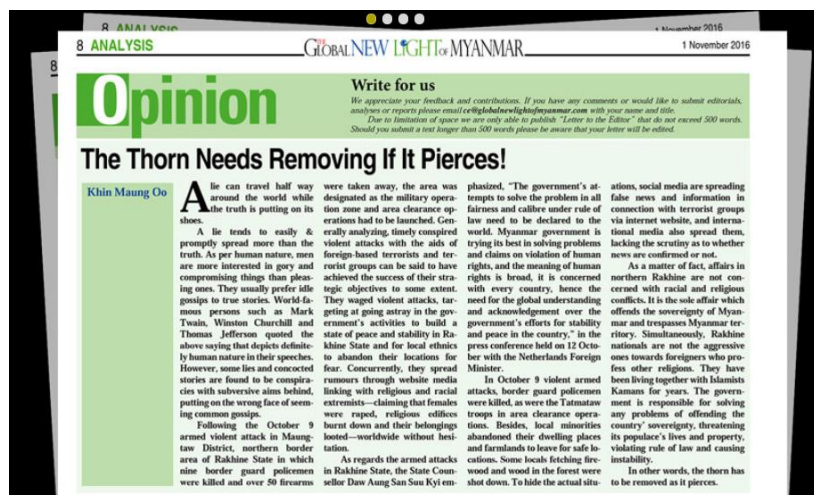 8 ANALYSIS
1 November 2016
8
8 ANALYSIS
THE GLOBAL NEW LIGHT OF MYANMAR
1 November 2016
Opinion
Write for us
We appreciate your feedback and contributions. If you have any comments or would like to submit editorials,
analyses or reports please email ce@globalnewlightofmyanmar.com with your name and title.
Due to limitation of space we are only able to publish "Letter to the Editor" that do not exceed 500 words.
Should you submit a text longer than 500 words please be aware that your letter will be edited.
The Thorn Needs Removing If It Pierces!
Khin Maung Oo
A lie can travel half way
around the world while
the truth is putting on its
shoes.
A lie tends to easily &
promptly spread more than the
truth. As per human nature, men
are more interested in gory and
compromising things than pleas-
ing ones. They usually prefer idle
gossips to true stories. World-fa-
mous persons such as Mark
Twain, Winston Churchill and
Thomas Jefferson quoted the
above saying that depicts definite-
ly human nature in their speeches.
However, some lies and concocted
stories are found to be conspira-
cies with subversive aims behind,
putting on the wrong face of seem-
ing common gossips.
Following the October 9
armed violent attack in Maung-
taw District, northern border
area of Rakhine State in which
nine border guard policemen
were killed and over 50 firearms
were taken away, the area was
designated as the military opera-
tion zone and area clearance op-
erations had to be launched. Gen-
erally analyzing, timely conspired
violent attacks with the aids of
foreign-based terrorists and ter-
rorist groups can be said to have
achieved the success of their stra-
tegic objectives to some extent.
They waged violent attacks, tar-
geting at going astray in the gov-
ernment's activities to build a
state of peace and stability in Ra-
khine State and for local ethnics
to abandon their locations for
fear. Concurrently, they spread
rumours through website media
linking with religious and racial
extremists—claiming that females
were raped, religious edifices
burnt down and their belongings
looted—worldwide without hesi-
tation.
As regards the armed attacks
in Rakhine State, the State Coun-
sellor Daw Aung San Suu Kyi em-
phasized, "The government's at-
tempts to solve the problem in all
fairness and calibre under rule of
law need to be declared to the
world. Myanmar government is
trying its best in solving problems
and claims on violation of human
rights, and the meaning of human
rights is broad, it is concerned
with every country, hence the
need for the global understanding
and acknowledgement over the
government's efforts for stability
and peace in the country," in the
press conference held on 12 Octo-
ber with the Netherlands Foreign
Minister.
In October 9 violent armed
attacks, border guard policemen
were killed, as were the Tatmataw
troops in area clearance opera-
tions. Besides, local minorities
abandoned their dwelling places
and farmlands to leave for safe lo-
cations. Some locals fetching fire-
wood and wood in the forest were
shot down. To hide the actual situ-
ations, social media are spreading
false news and information in
connection with terrorist groups
via internet website, and interna-
tional media also spread them,
lacking the scrutiny as to whether
news are confirmed or not.
As a matter of fact, affairs in
northern Rakhine are not con-
cerned with racial and religious
conflicts. It is the sole affair which
offends the sovereignty of Myan-
mar and trespasses Myanmar ter-
ritory. Simultaneously, Rakhine
nationals are not the aggressive
ones towards foreigners who pro-
fess other religions. They have
been living together with Islamists
Kamans for years. The govern-
ment is responsible for solving
any problems of offending the
country' sovereignty, threatening
its populace's lives and property,
violating rule of law and causing
instability.
In other words, the thorn has
to be removed as it pierces.